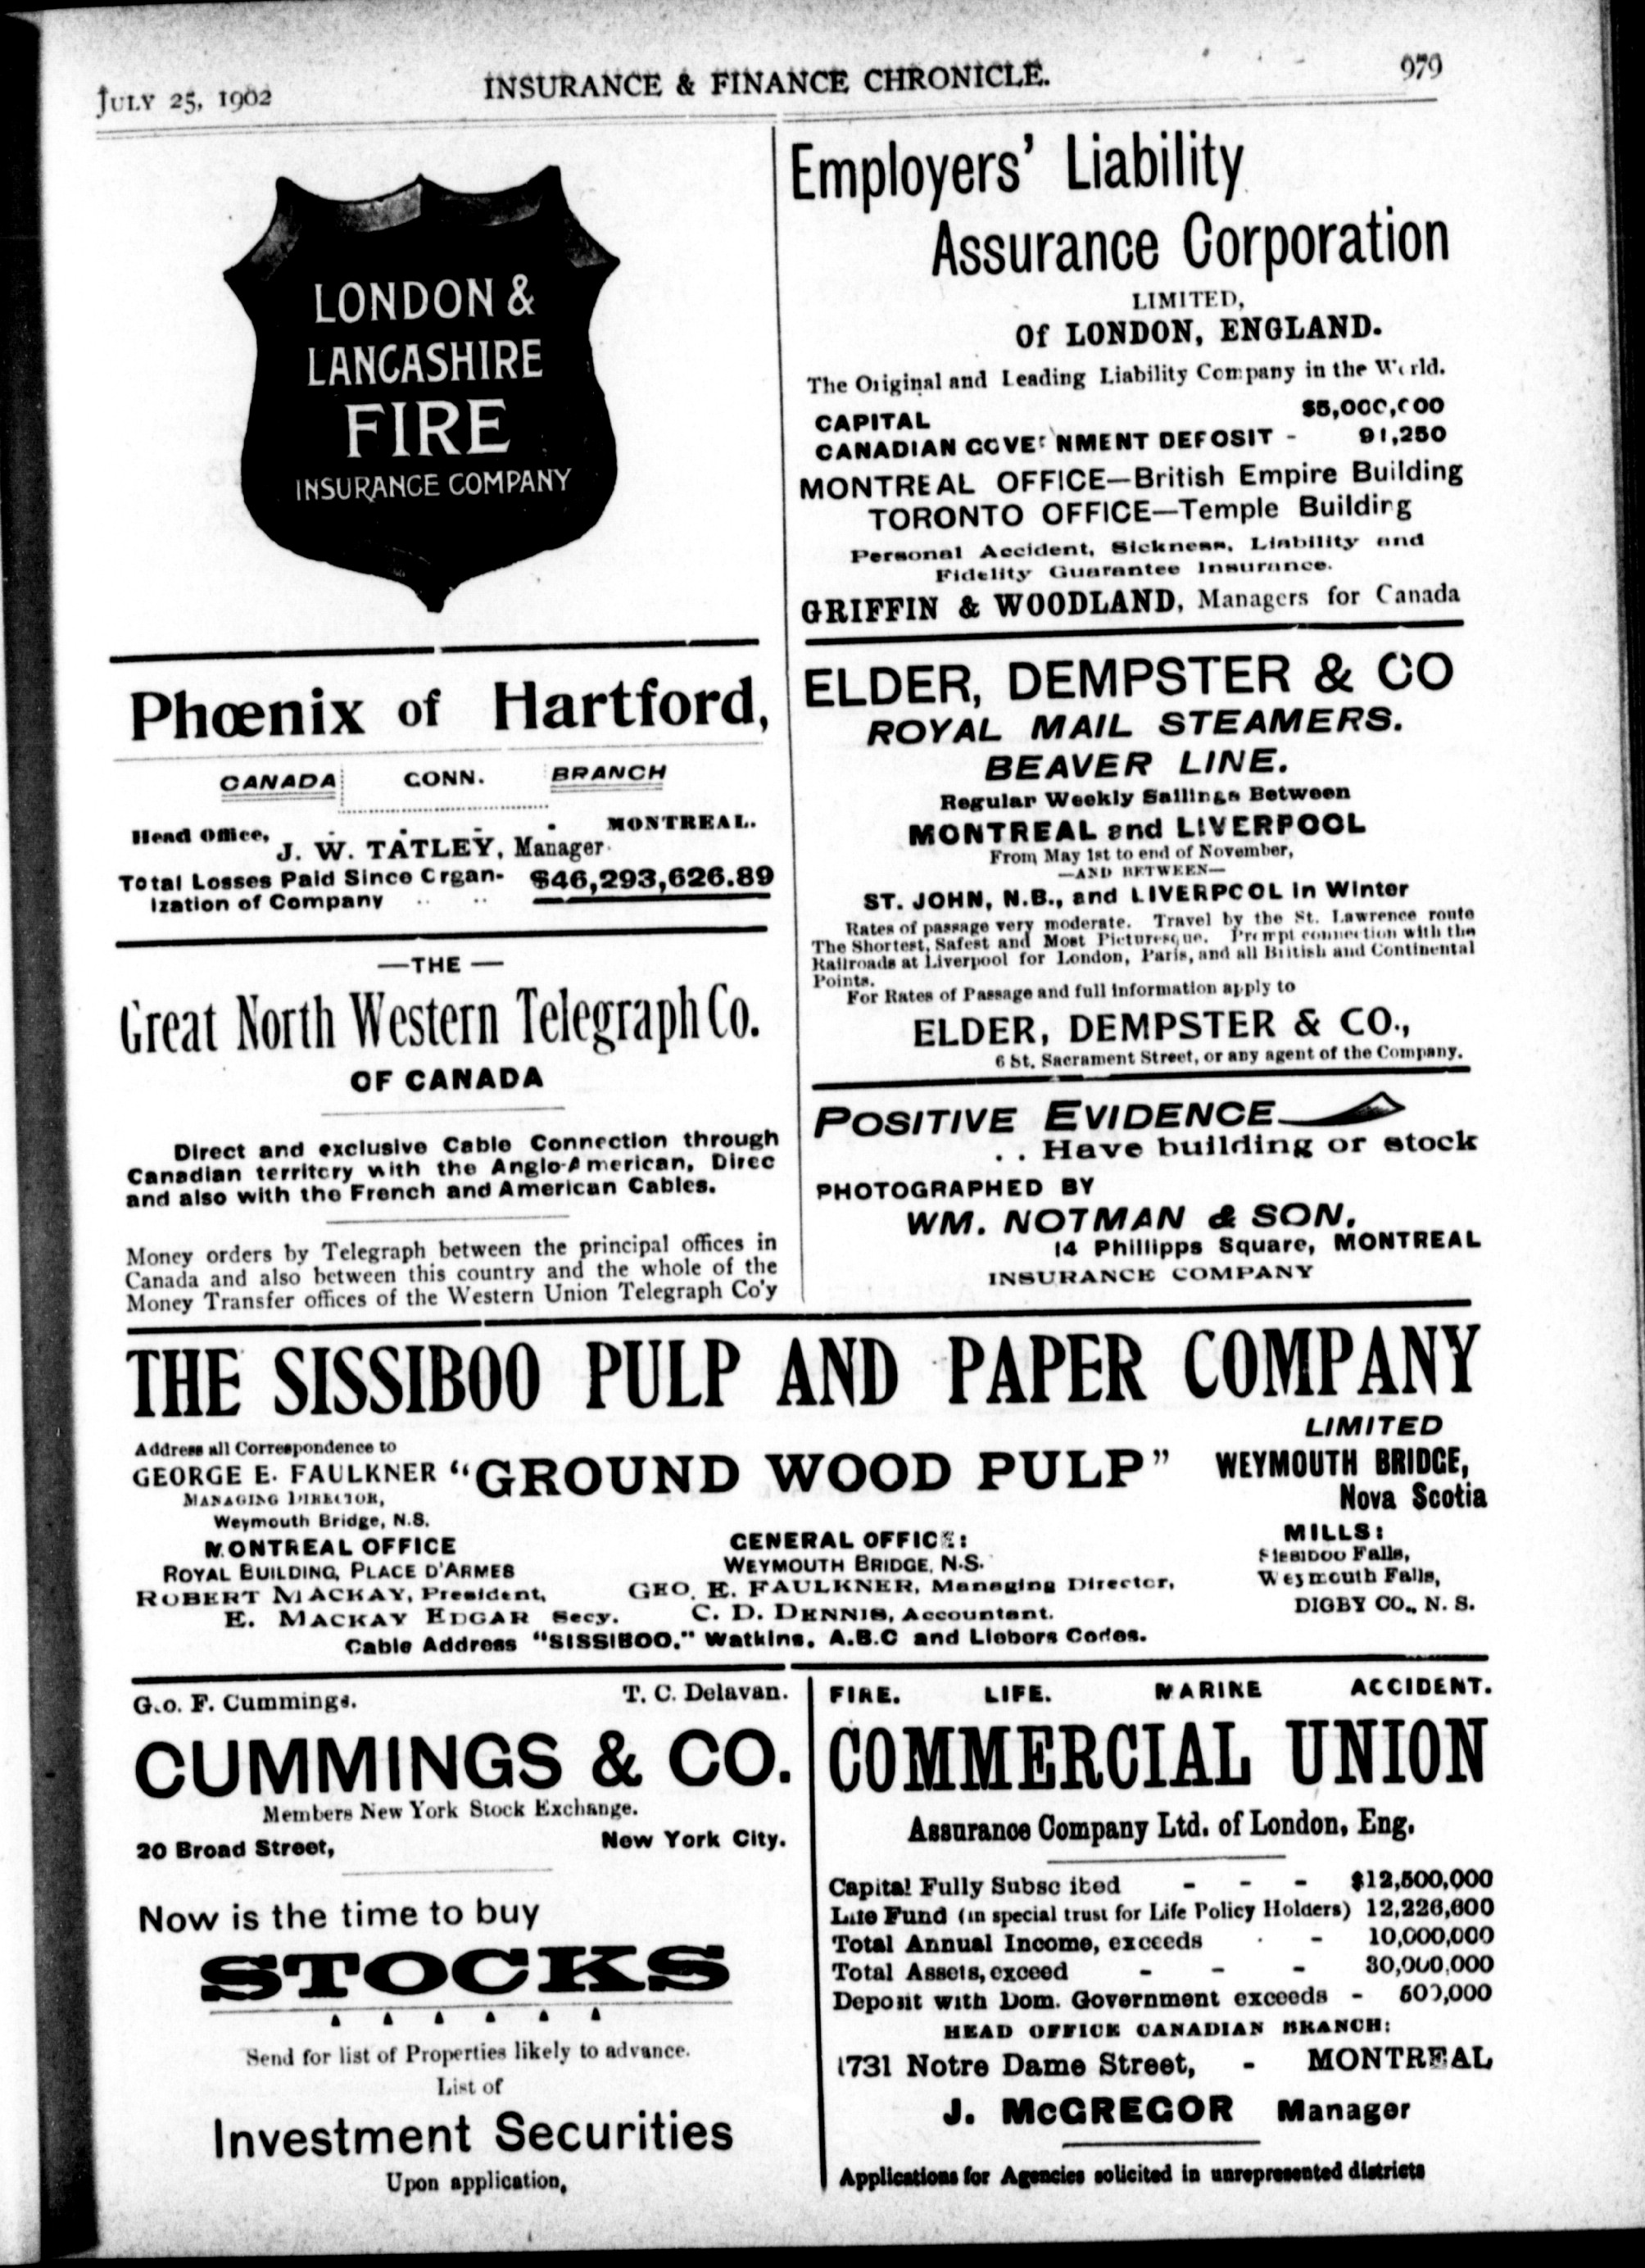 JULY 25, 1902
INSURANCE & FINANCE CHRONICLE.
979
LONDON &
LANCASHIRE
FIRE
INSURANCE COMPANY
Phœnix of Hartford,
CANADA CONN. BRANCH
Head Office, MONTREAL.
J. W. TATLEY, Manager.
Total Losses Paid Since Organ- $46,293,626.89
ization of Company
—THE—
Great North Western Telegraph Co.
OF CANADA
Direct and exclusive Cable Connection through
Canadian territory with the Anglo-American, Direc
and also with the French and American Cables.
Money orders by Telegraph between the principal offices in
Canada and also between this country and the whole of the
Money Transfer offices of the Western Union Telegraph Co'y
Employers' Liability
Assurance Corporation
LIMITED,
Of LONDON, ENGLAND.
The Original and Leading Liability Company in the World.
CAPITAL $5,000,000
CANADIAN GOVERNMENT DEPOSIT - 91,250
MONTREAL OFFICE—British Empire Building
TORONTO OFFICE—Temple Building
Personal Accident, Sickness, Liability and
Fidelity Guarantee Insurance.
GRIFFIN & WOODLAND, Managers for Canada
ELDER, DEMPSTER & CO
ROYAL MAIL STEAMERS.
BEAVER LINE.
Regular Weekly Sailings Between
MONTREAL and LIVERPOOL
From May 1st to end of November,
—AND BETWEEN—
ST. JOHN, N.B., and LIVERPOOL in Winter
Rates of passage very moderate. Travel by the St. Lawrence route
The Shortest, Safest and Most Picturesque. Prompt connection with the
Railroads at Liverpool for London, Paris, and all British and Continental
Points.
For Rates of Passage and full information apply to
ELDER, DEMPSTER & CO.,
6 St. Sacrament Street, or any agent of the Company.
POSITIVE EVIDENCE
. . Have building or stock
PHOTOGRAPHED BY
WM. NOTMAN & SON,
14 Phillipps Square, MONTREAL
INSURANCE COMPANY
THE SISSIBOO PULP AND PAPER COMPANY
LIMITED
Address all Correspondence to
GEORGE E. FAULKNER
MANAGING DIRECTOR,
Weymouth Bridge, N.S.
"GROUND WOOD PULP"
WEYMOUTH BRIDGE,
Nova Scotia
MONTREAL OFFICE
ROYAL BUILDING, PLACE D'ARMES
ROBERT MACKAY, President,
E. MACKAY EDGAR Secy.
GENERAL OFFICE:
WEYMOUTH BRIDGE, N.S.
GEO. E. FAULKNER, Managing Director,
C. D. DENNIS, Accountant.
MILLS:
Sissiboo Falls,
Weymouth Falls,
DIGBY CO., N. S.
Cable Address "SISSIBOO." Watkins, A.B.C and Liebers Codes.
Geo. F. Cummings. T. C. Delavan.
CUMMINGS & CO.
Members New York Stock Exchange.
20 Broad Street, New York City.
Now is the time to buy
STOCKS
Send for list of Properties likely to advance.
List of
Investment Securities
Upon application,
FIRE. LIFE. MARINE ACCIDENT.
COMMERCIAL UNION
Assurance Company Ltd. of London, Eng.
Capital Fully Subscribed - - - $12,500,000
Life Fund (in special trust for Life Policy Holders) 12,226,600
Total Annual Income, exceeds - 10,000,000
Total Assets, exceed - - - 30,000,000
Deposit with Dom. Government exceeds - 500,000
HEAD OFFICE CANADIAN BRANCH:
1731 Notre Dame Street, - MONTREAL
J. McGREGOR Manager
Applications for Agencies solicited in unrepresented districts